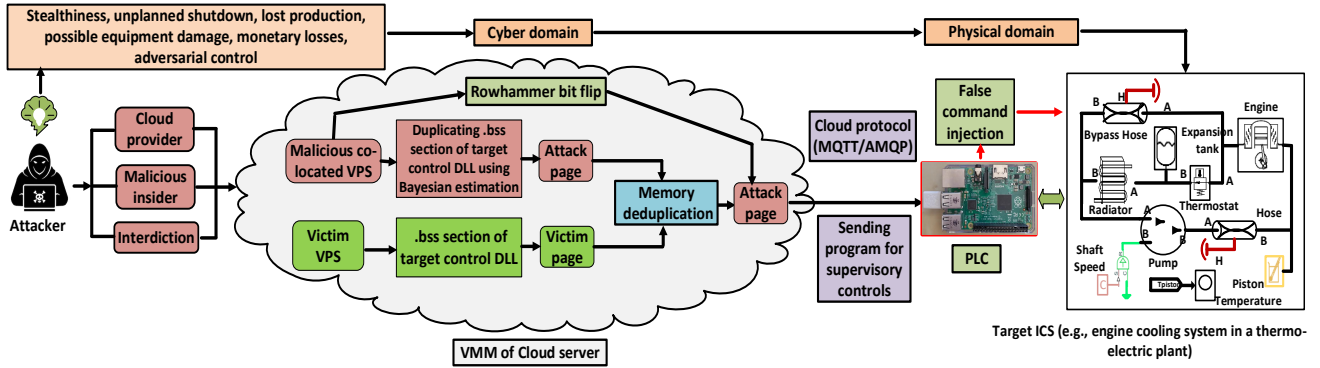 Stealthiness, unplanned shutdown, lost production,
possible equipment damage, monetary losses,
adversarial control
Cyber domain
Physical domain
Attacker
Cloud
provider
Malicious
insider
Interdiction
Rowhammer bit flip
Malicious co-
located VPS
Duplicating .bss
section of target
control DLL using
Bayesian estimation
Attack
page
Victim
VPS
.bss section of
target control DLL
Victim
page
Memory
deduplication
Attack
page
VMM of Cloud server
Cloud protocol
(MQTT/AMQP)
Sending
program for
supervisory
controls
False
command
injection
PLC
H
B
A
Bypass Hose
Expansion
tank
Engine
B
A
Radiator
B
A
Thermostat
A
B
B
Pump
A
Hose
B
H
Shaft
Speed
C
S
C
Tpiston
Piston
Temperature
Target ICS (e.g., engine cooling system in a thermo-
electric plant)